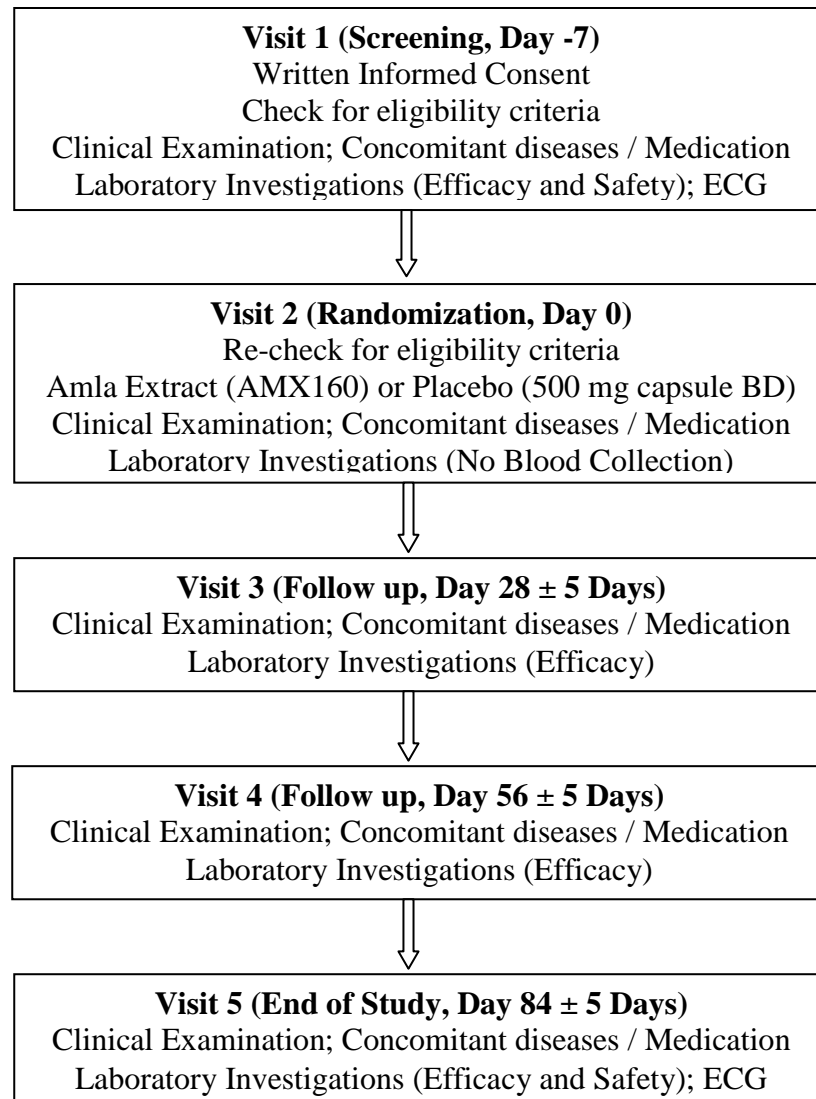 Visit 1 (Screening, Day -7)
Written Informed Consent
Check for eligibility criteria
Clinical Examination; Concomitant diseases / Medication
Laboratory Investigations (Efficacy and Safety); ECG
Visit 2 (Randomization, Day 0)
Re-check for eligibility criteria
Amla Extract (AMX160) or Placebo (500 mg capsule BD)
Clinical Examination; Concomitant diseases / Medication
Laboratory Investigations (No Blood Collection)
Visit 3 (Follow up, Day 28 ± 5 Days)
Clinical Examination; Concomitant diseases / Medication
Laboratory Investigations (Efficacy)
Visit 4 (Follow up, Day 56 ± 5 Days)
Clinical Examination; Concomitant diseases / Medication
Laboratory Investigations (Efficacy)
Visit 5 (End of Study, Day 84 ± 5 Days)
Clinical Examination; Concomitant diseases / Medication
Laboratory Investigations (Efficacy and Safety); ECG